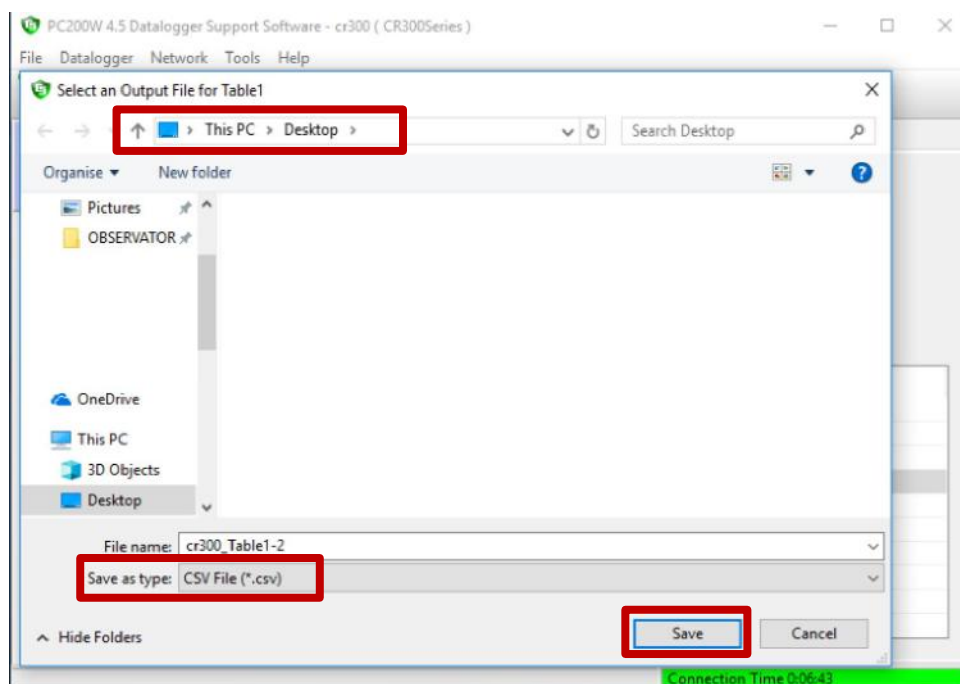 PC200W 4.5 Datalogger Support Software - cr300 ( CR300Series )
File Datalogger Network Tools Help
Select an Output File for Table1
This PC > Desktop >
Search Desktop
Organise New folder
Pictures
OBSERVATOR
OneDrive
This PC
3D Objects
Desktop
File name: cr300_Table1-2
Save as type: CSV File (*.csv)
Hide Folders
Save Cancel
Connection Time 0:06:43